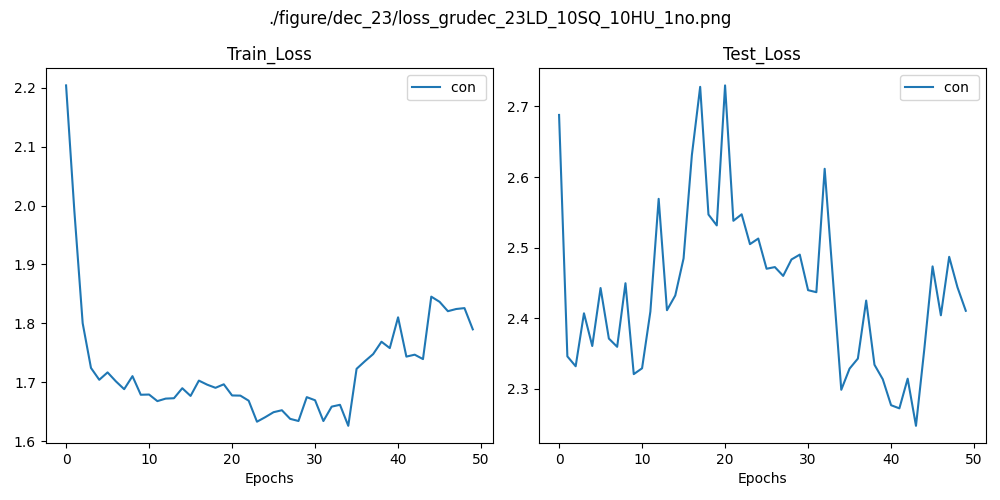 ./figure/dec_23/loss_grudec_23LD_10SQ_10HU_1no.png
Train_Loss
con
2.2
2.1
2.0
1.9
1.8
1.7
1.6
0 10 20 30 40 50
Epochs
Test_Loss
con
2.7
2.6
2.5
2.4
2.3
0 10 20 30 40 50
Epochs